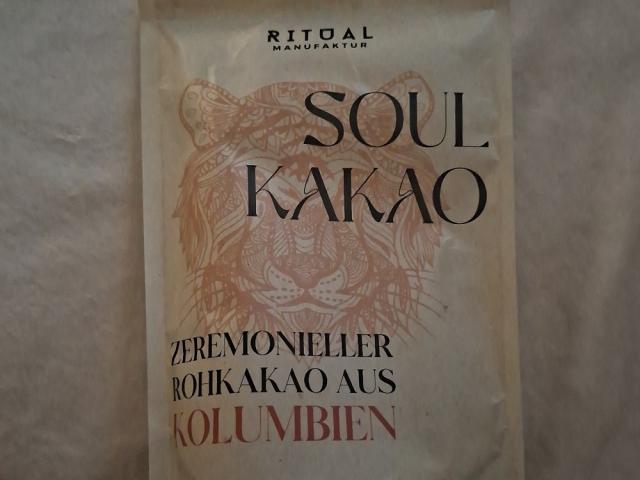 RITUAL
MANUFAKTUR
SOUL
KAKAO
ZEREMONIELLER
ROHKAKAO AUS
KOLUMBIEN